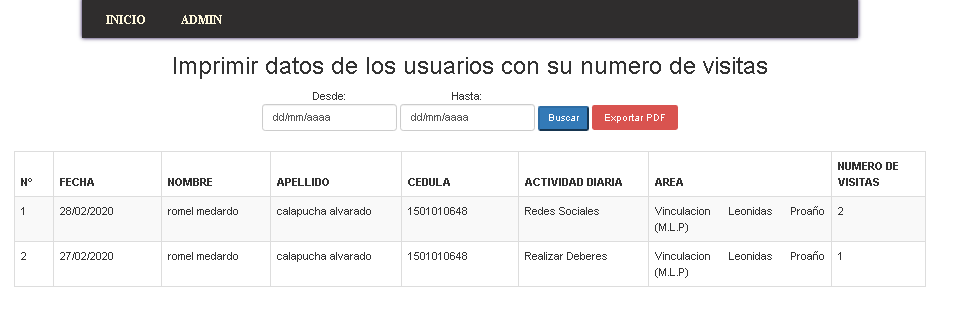 INICIO ADMIN
Imprimir datos de los usuarios con su numero de visitas
Desde: Hasta:
dd/mm/aaaa dd/mm/aaaa Buscar Exportar PDF
N° FECHA NOMBRE APELLIDO CEDULA ACTIVIDAD DIARIA AREA NUMERO DE VISITAS
1 28/02/2020 romel medardo calapucha alvarado 1501010648 Redes Sociales Vinculacion Leonidas Proaño (M.L.P) 2
2 27/02/2020 romel medardo calapucha alvarado 1501010648 Realizar Deberes Vinculacion Leonidas Proaño (M.L.P) 1